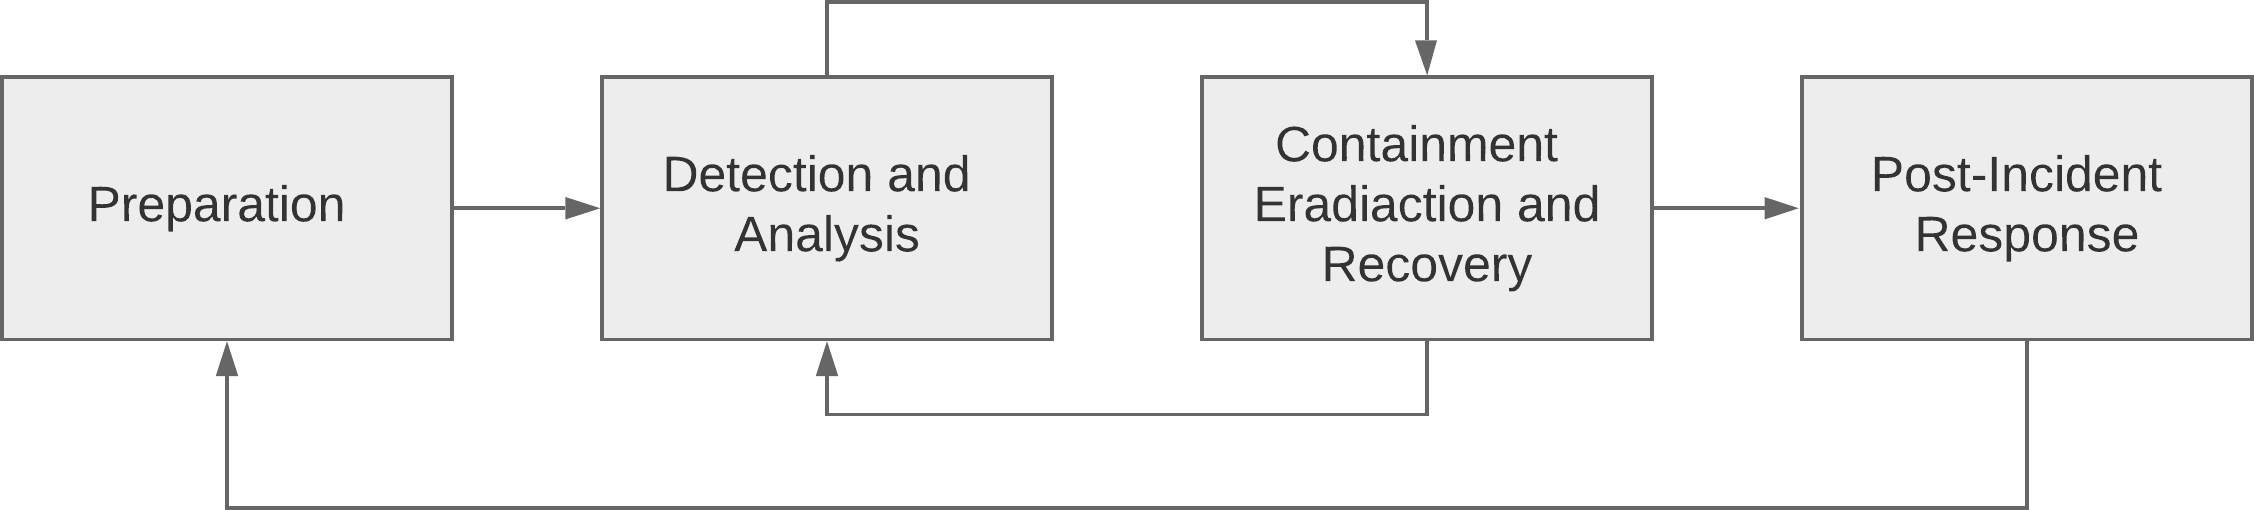 Preparation
Detection and
Analysis
Containment
Eradiaction and
Recovery
Post-Incident
Response